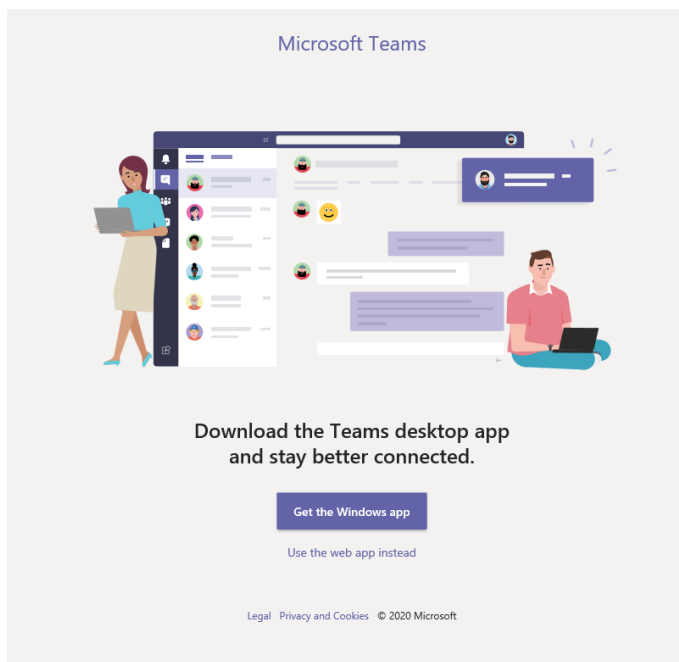 Microsoft Teams
Download the Teams desktop app
and stay better connected.
Get the Windows app
Use the web app instead
Legal Privacy and Cookies © 2020 Microsoft